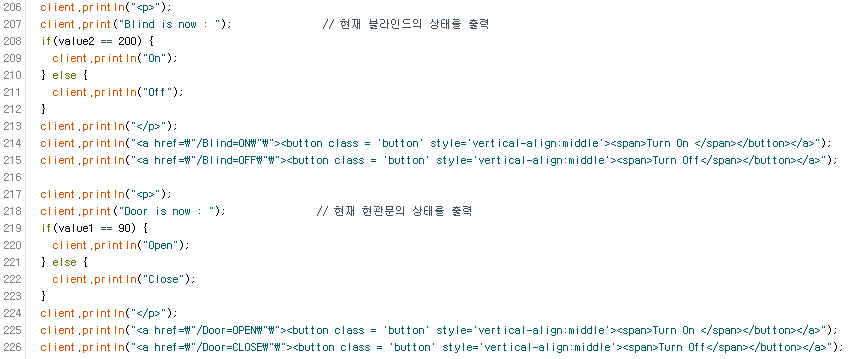 206 client.println("<p>");
207 client.print("Blind is now : ");               // 현재 블라인드의 상태을 출력
208 if(value2 == 200) {
209   client.println("On");
210 } else {
211   client.println("Off");
212 }
213 client.println("</p>");
214 client.println("<a href=₩"/Blind=ON₩"₩"><button class = 'button' style='vertical-align:middle'><span>Turn On </span></button></a>");
215 client.println("<a href=₩"/Blind=OFF₩"₩"><button class = 'button' style='vertical-align:middle'><span>Turn Off</span></button></a>");
216
217 client.println("<p>");
218 client.print("Door is now : ");               // 현재 현관문의 상태을 출력
219 if(value1 == 90) {
220   client.println("Open");
221 } else {
222   client.println("Close");
223 }
224 client.println("</p>");
225 client.println("<a href=₩"/Door=OPEN₩"₩"><button class = 'button' style='vertical-align:middle'><span>Turn On </span></button></a>");
226 client.println("<a href=₩"/Door=CLOSE₩"₩"><button class = 'button' style='vertical-align:middle'><span>Turn Off</span></button></a>");